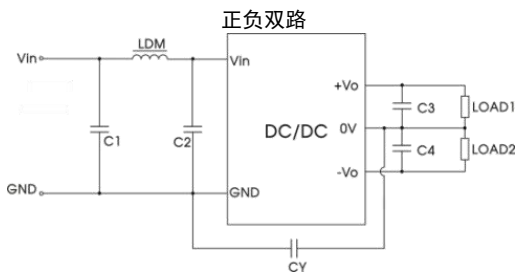 正负双路
LDM
Vin
Vin
+Vo
C3
LOAD1
C1
C2
DC/DC
0V
C4
LOAD2
-Vo
GND
GND
CY